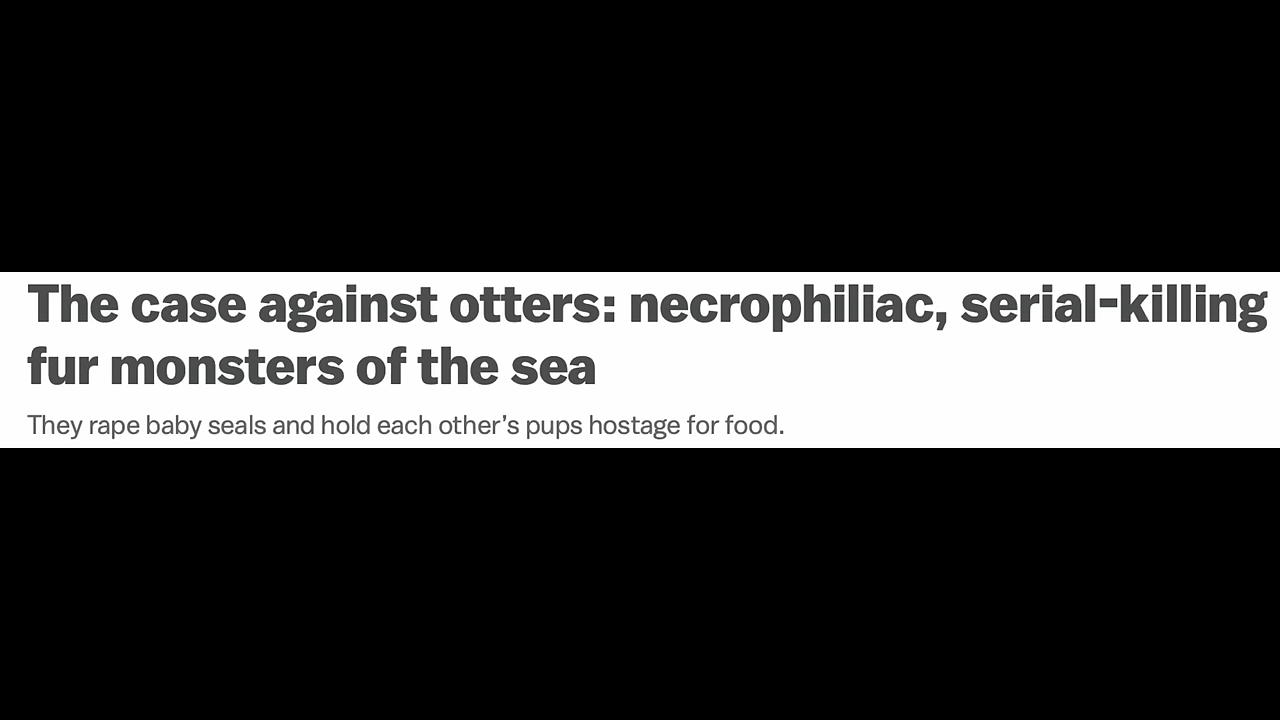 The case against otters: necrophiliac, serial-killing
fur monsters of the sea
They rape baby seals and hold each other’s pups hostage for food.